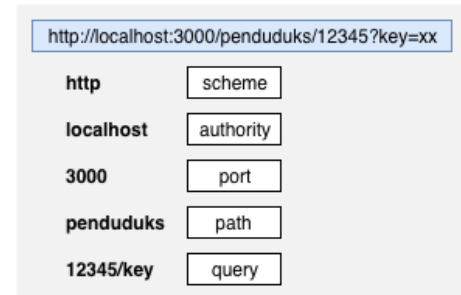 http://localhost:3000/penduduks/12345?key=xx
http scheme
localhost authority
3000 port
penduduks path
12345/key query